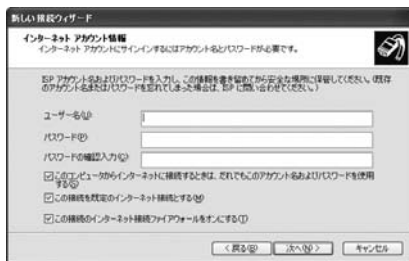 新しい接続ウィザード
インターネット アカウント情報
インターネット アカウントにサインインするにはアカウント名とパスワードが必要です。
ISP アカウント名およびパスワードを入力し、この情報を書き留めてから安全な場所に保管してください。(既存
のアカウント名またはパスワードを忘れてしまった場合は、ISP に問い合わせてください。)
ユーザー名(U)
パスワード(P)
パスワードの確認入力(C)
このコンピュータからインターネットに接続するときは、だれでもこのアカウント名およびパスワードを使用
する(S)
この接続を既定のインターネット接続とする(M)
この接続のインターネット接続ファイアウォールをオンにする(T)
< 戻る(B) 次へ(N) > キャンセル